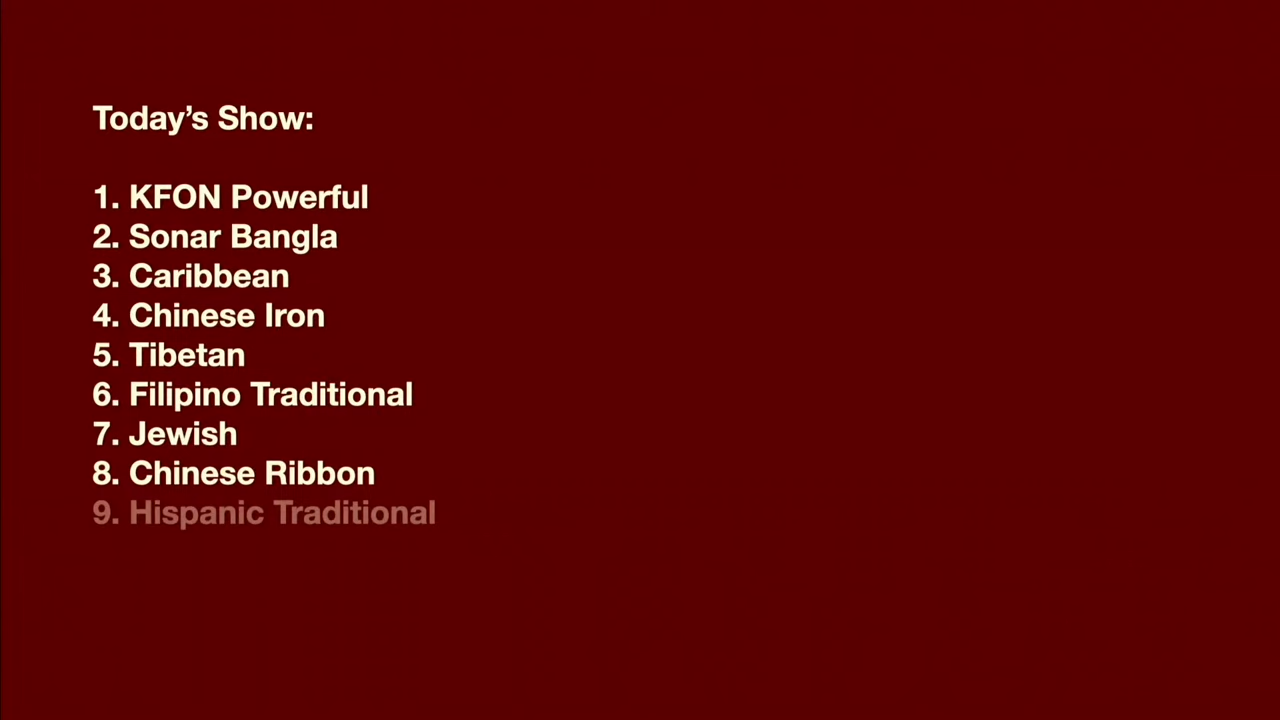 Today’s Show:
1. KFON Powerful
2. Sonar Bangla
3. Caribbean
4. Chinese Iron
5. Tibetan
6. Filipino Traditional
7. Jewish
8. Chinese Ribbon
9. Hispanic Traditional